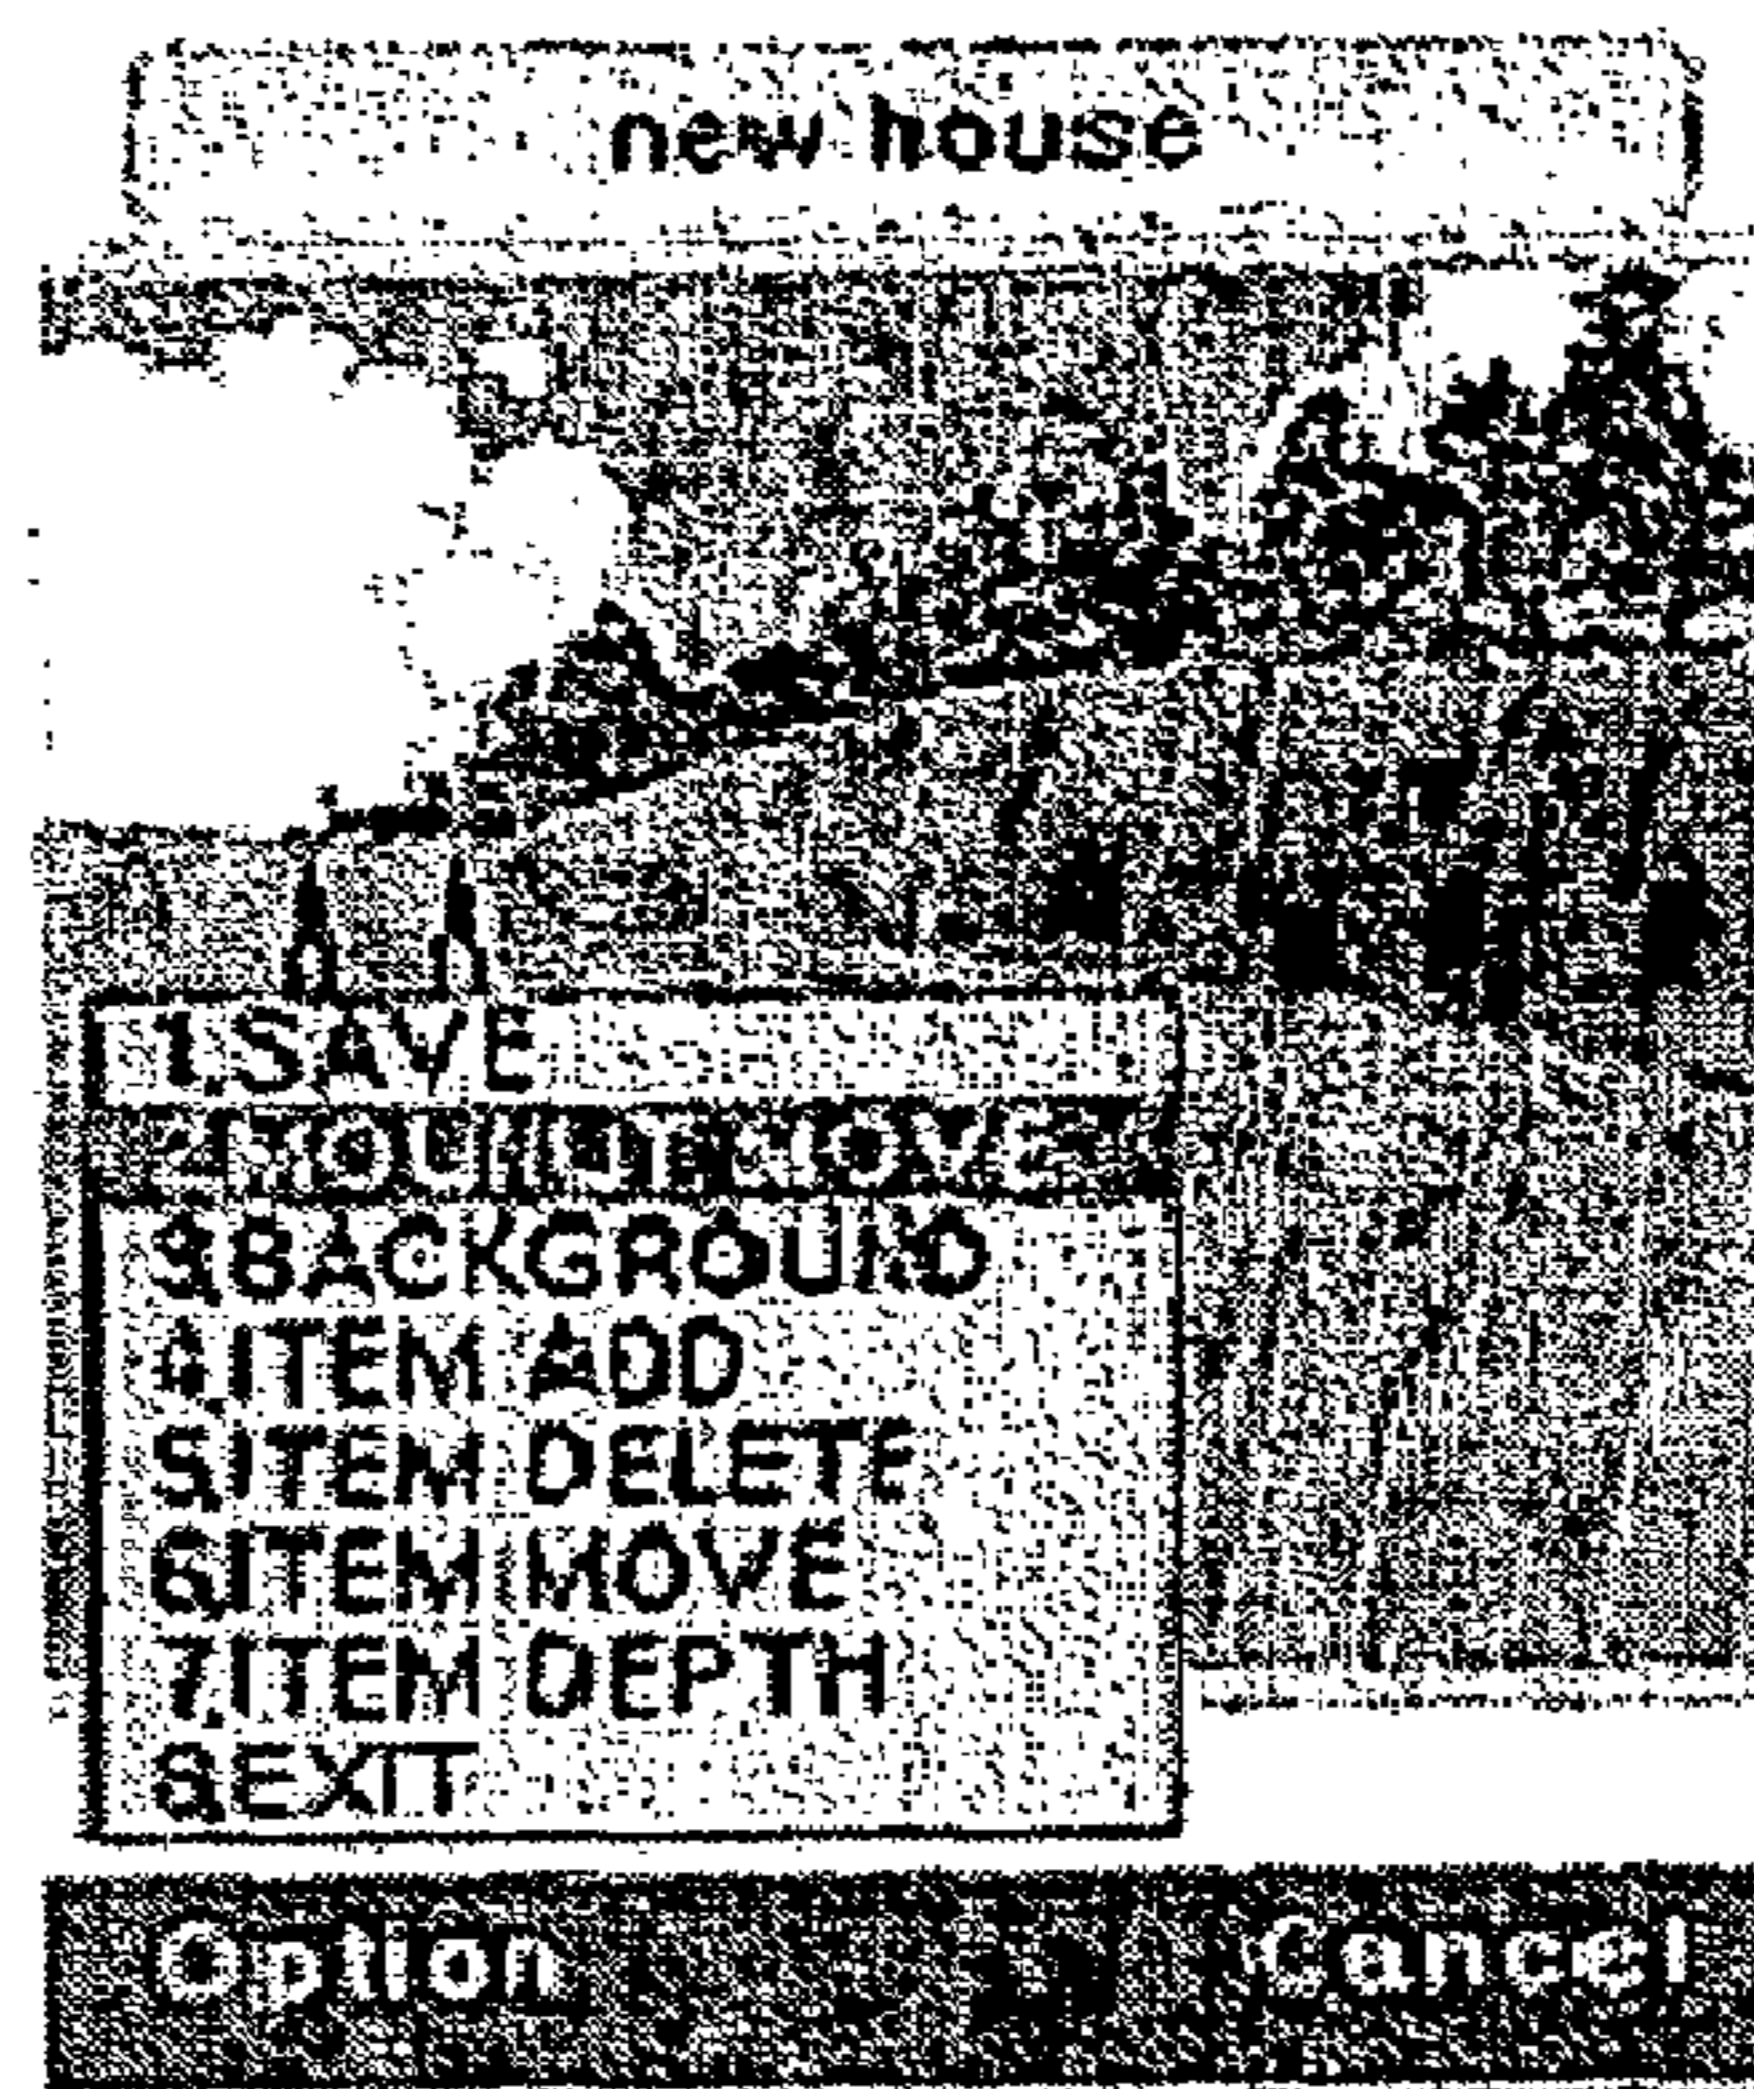 new house
1.SAVE
MOVE
3.BACKGROUND
4.ITEM ADD
5.ITEM DELETE
6.ITEM MOVE
7.ITEM DEPTH
8.EXIT
Option Cancel